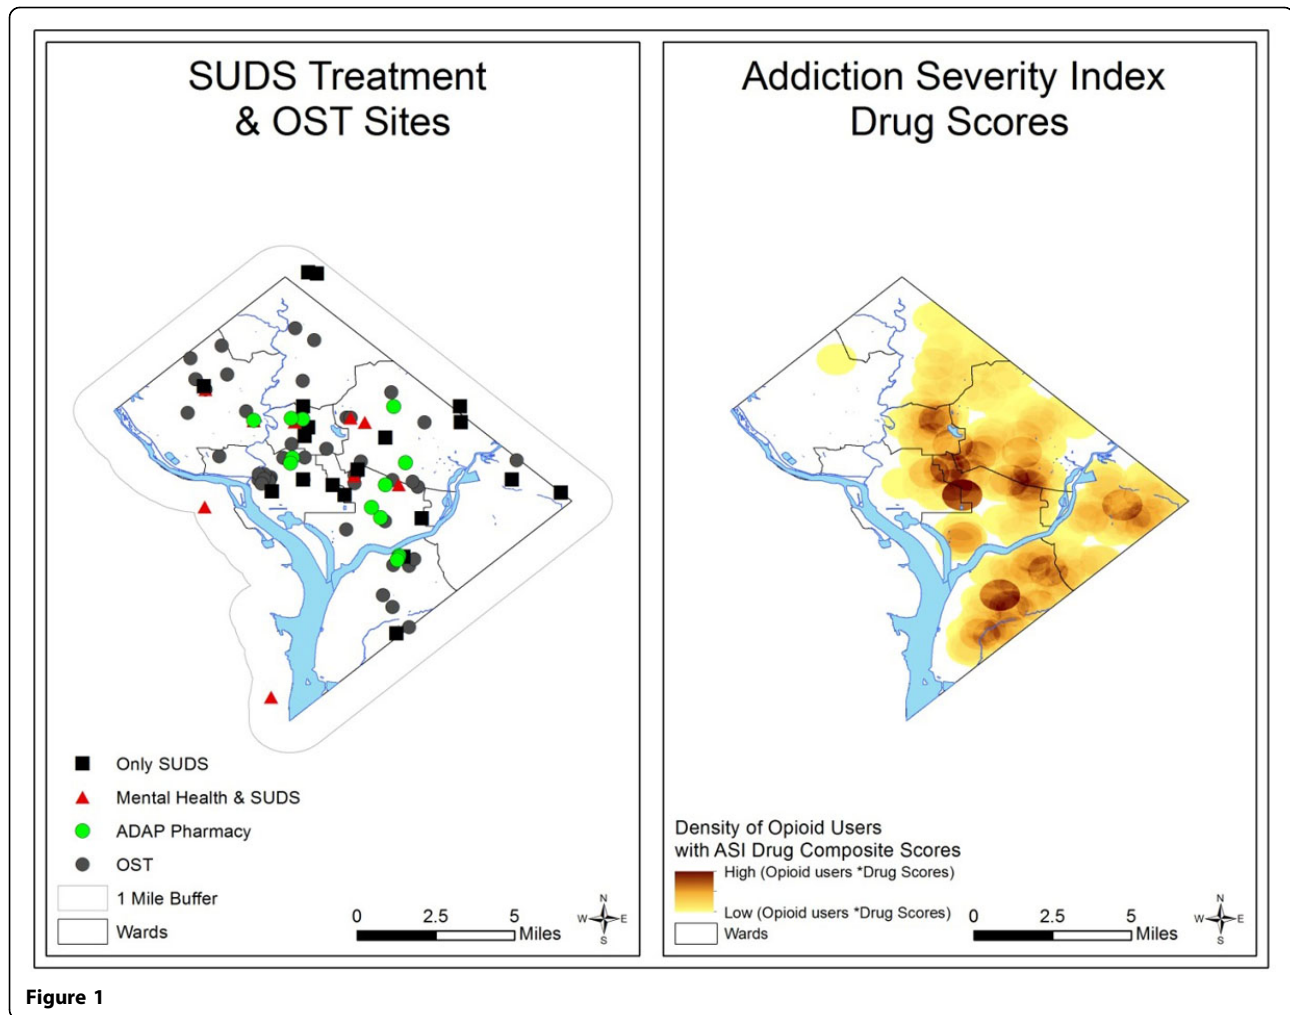 SUDS Treatment
& OST Sites
Only SUDS
Mental Health & SUDS
ADAP Pharmacy
OST
1 Mile Buffer
Wards
0 2.5 5
Miles
N
W E
S
Addiction Severity Index
Drug Scores
Density of Opioid Users
with ASI Drug Composite Scores
High (Opioid users *Drug Scores)
Low (Opioid users *Drug Scores)
Wards
0 2.5 5
Miles
N
W E
S
Figure 1